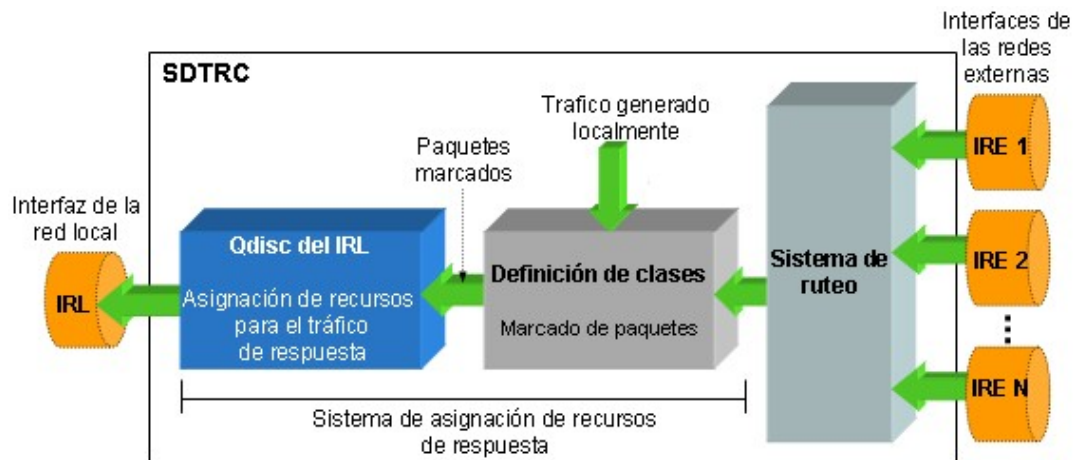 Interfaces de
las redes
externas
SDTRC
Trafico generado
localmente
Paquetes
marcados
IRE 1
Interfaz de la
red local
Qdisc del IRL
Definición de clases
Sistema de
ruteo
IRE 2
IRL
Asignación de recursos
para el tráfico
de respuesta
Marcado de paquetes
IRE N
Sistema de asignación de recursos
de respuesta